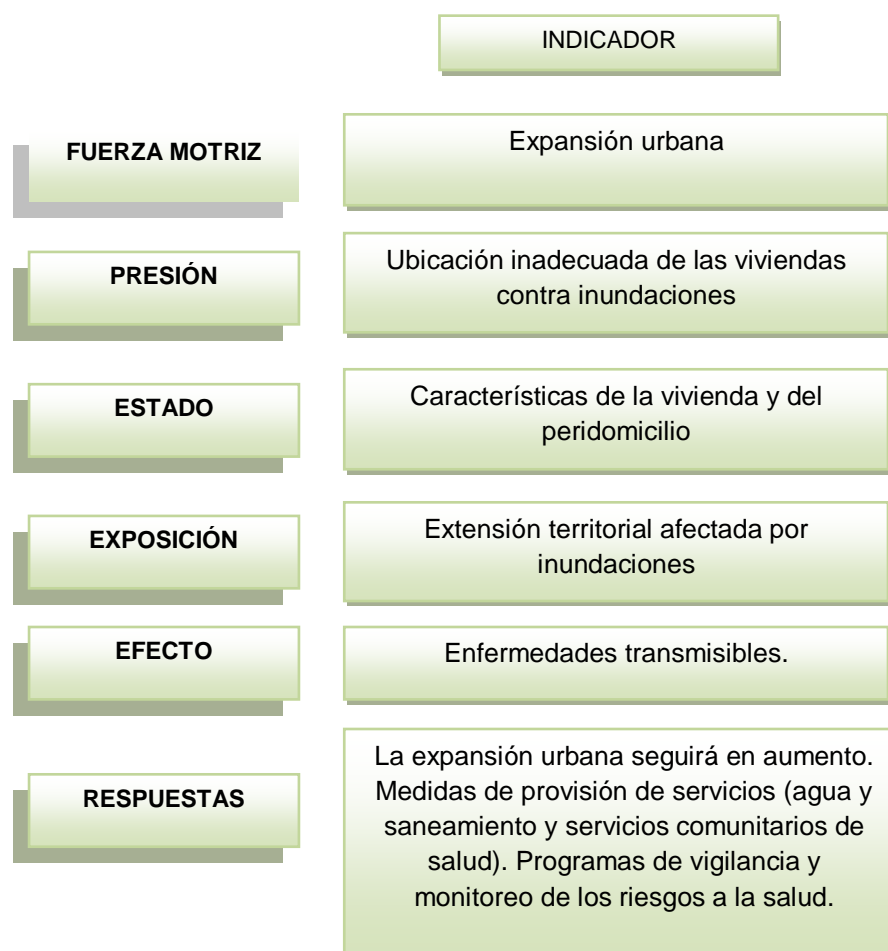 INDICADOR
FUERZA MOTRIZ
Expansión urbana
PRESIÓN
Ubicación inadecuada de las viviendas
contra inundaciones
ESTADO
Características de la vivienda y del
peridomicilio
EXPOSICIÓN
Extensión territorial afectada por
inundaciones
EFECTO
Enfermedades transmisibles.
RESPUESTAS
La expansión urbana seguirá en aumento.
Medidas de provisión de servicios (agua y
saneamiento y servicios comunitarios de
salud). Programas de vigilancia y
monitoreo de los riesgos a la salud.